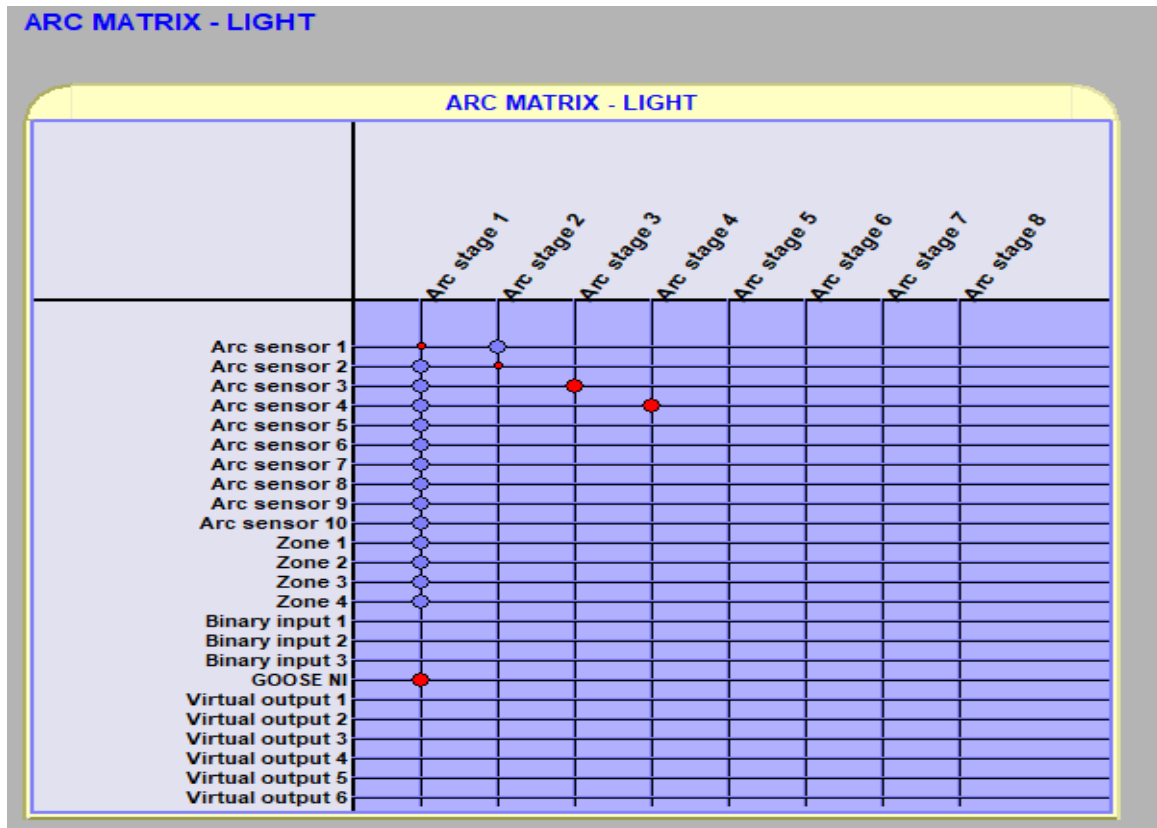 ARC MATRIX - LIGHT
ARC MATRIX - LIGHT
Arc stage 1
Arc stage 2
Arc stage 3
Arc stage 4
Arc stage 5
Arc stage 6
Arc stage 7
Arc stage 8
Arc sensor 1
Arc sensor 2
Arc sensor 3
Arc sensor 4
Arc sensor 5
Arc sensor 6
Arc sensor 7
Arc sensor 8
Arc sensor 9
Arc sensor 10
Zone 1
Zone 2
Zone 3
Zone 4
Binary input 1
Binary input 2
Binary input 3
GOOSE NI
Virtual output 1
Virtual output 2
Virtual output 3
Virtual output 4
Virtual output 5
Virtual output 6